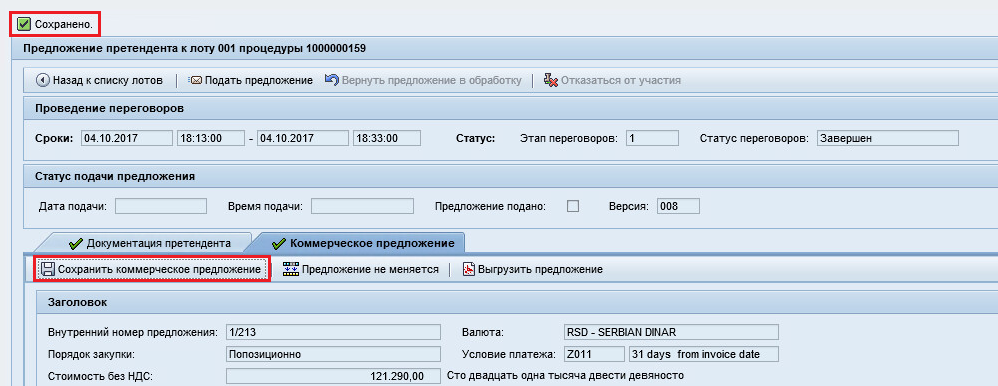 Сохранено.
Предложение претендента к лоту 001 процедуры 1000000159
Назад к списку лотов Подать предложение Вернуть предложение в обработку Отказаться от участия
Проведение переговоров
Сроки: 04.10.2017 18:13:00 - 04.10.2017 18:33:00 Статус: Этап переговоров: 1 Статус переговоров: Завершен
Статус подачи предложения
Дата подачи: Время подачи: Предложение подано: Версия: 008
Документация претендента Коммерческое предложение
Сохранить коммерческое предложение Предложение не меняется Выгрузить предложение
Заголовок
Внутренний номер предложения: 1/213 Валюта: RSD - SERBIAN DINAR
Порядок закупки: Попозиционно Условие платежа: Z011 31 days from invoice date
Стоимость без НДС: 121.290,00 Сто двадцать одна тысяча двести девяносто